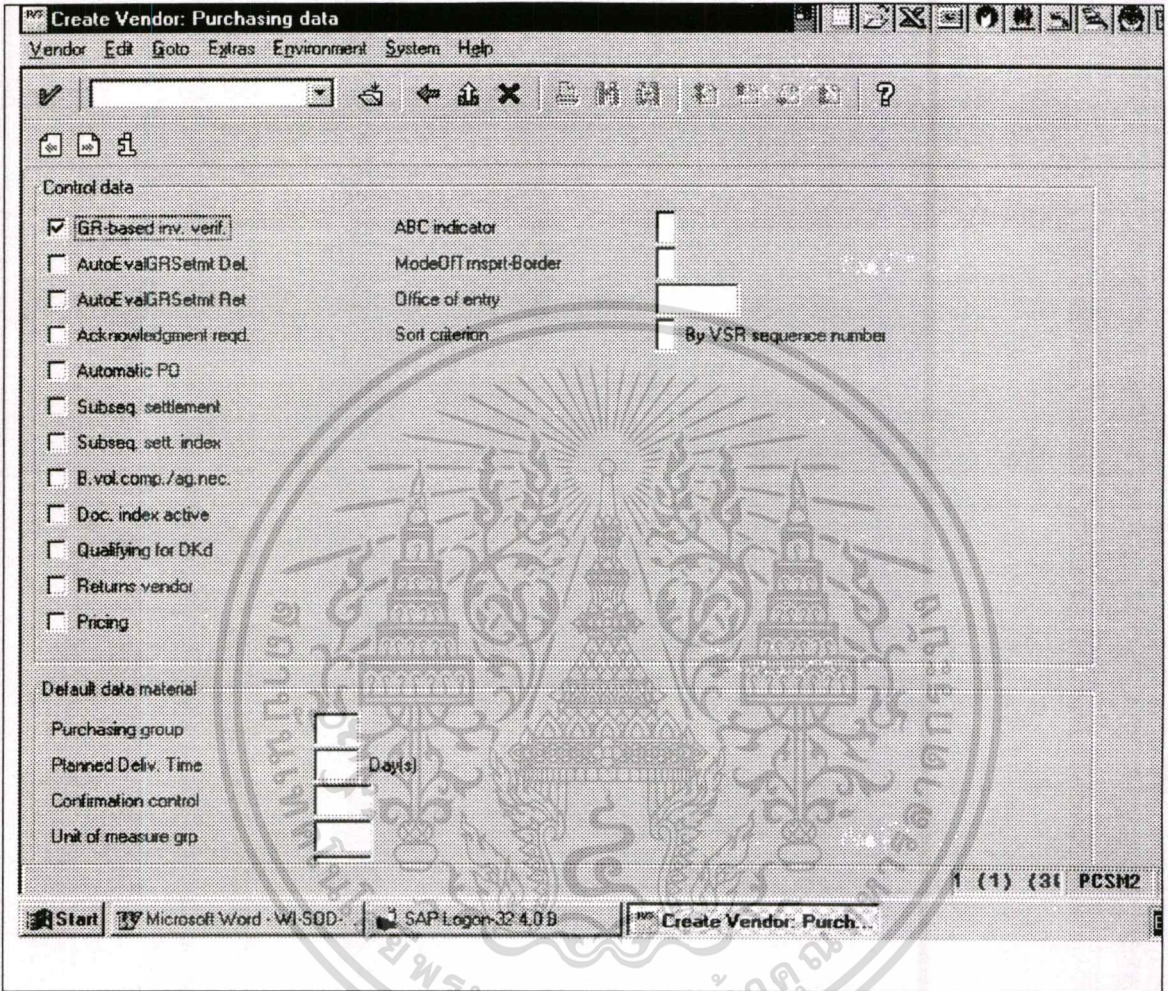 Create Vendor: Purchasing data
Vendor Edit Goto Extras Environment System Help
Control data
GR-based inv. verif. ABC indicator
AutoEvalGRSetmt Del. ModeOfTrnsprt-Border
AutoEvalGRSetmt Ret Office of entry
Acknowledgment reqd. Sort criterion By VSR sequence number
Automatic PO
Subseq. settlement
Subseq. sett. index
B.vol.comp./ag.nec.
Doc. index active
Qualifying for DKd
Returns vendor
Pricing
Default data material
Purchasing group
Planned Deliv. Time Day(s)
Confirmation control
Unit of measure grp
(1) (3( PCSM2
Start Microsoft Word - WI-SOD- SAP Logon-32 4.0 B Create Vendor: Purch...